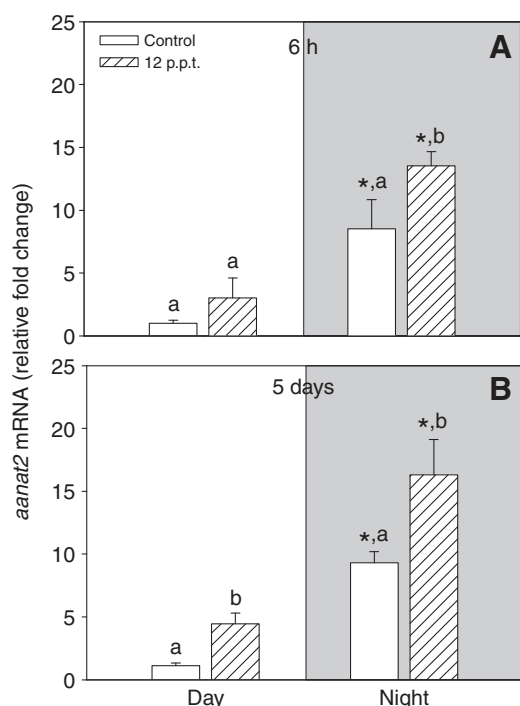 25
20
15
10
5
0
Control
12 p.p.t.
6 h
A
a
a
*,a
*,b
aanat2 mRNA (relative fold change)
25
20
15
10
5
0
5 days
B
a
b
*,a
*,b
Day Night